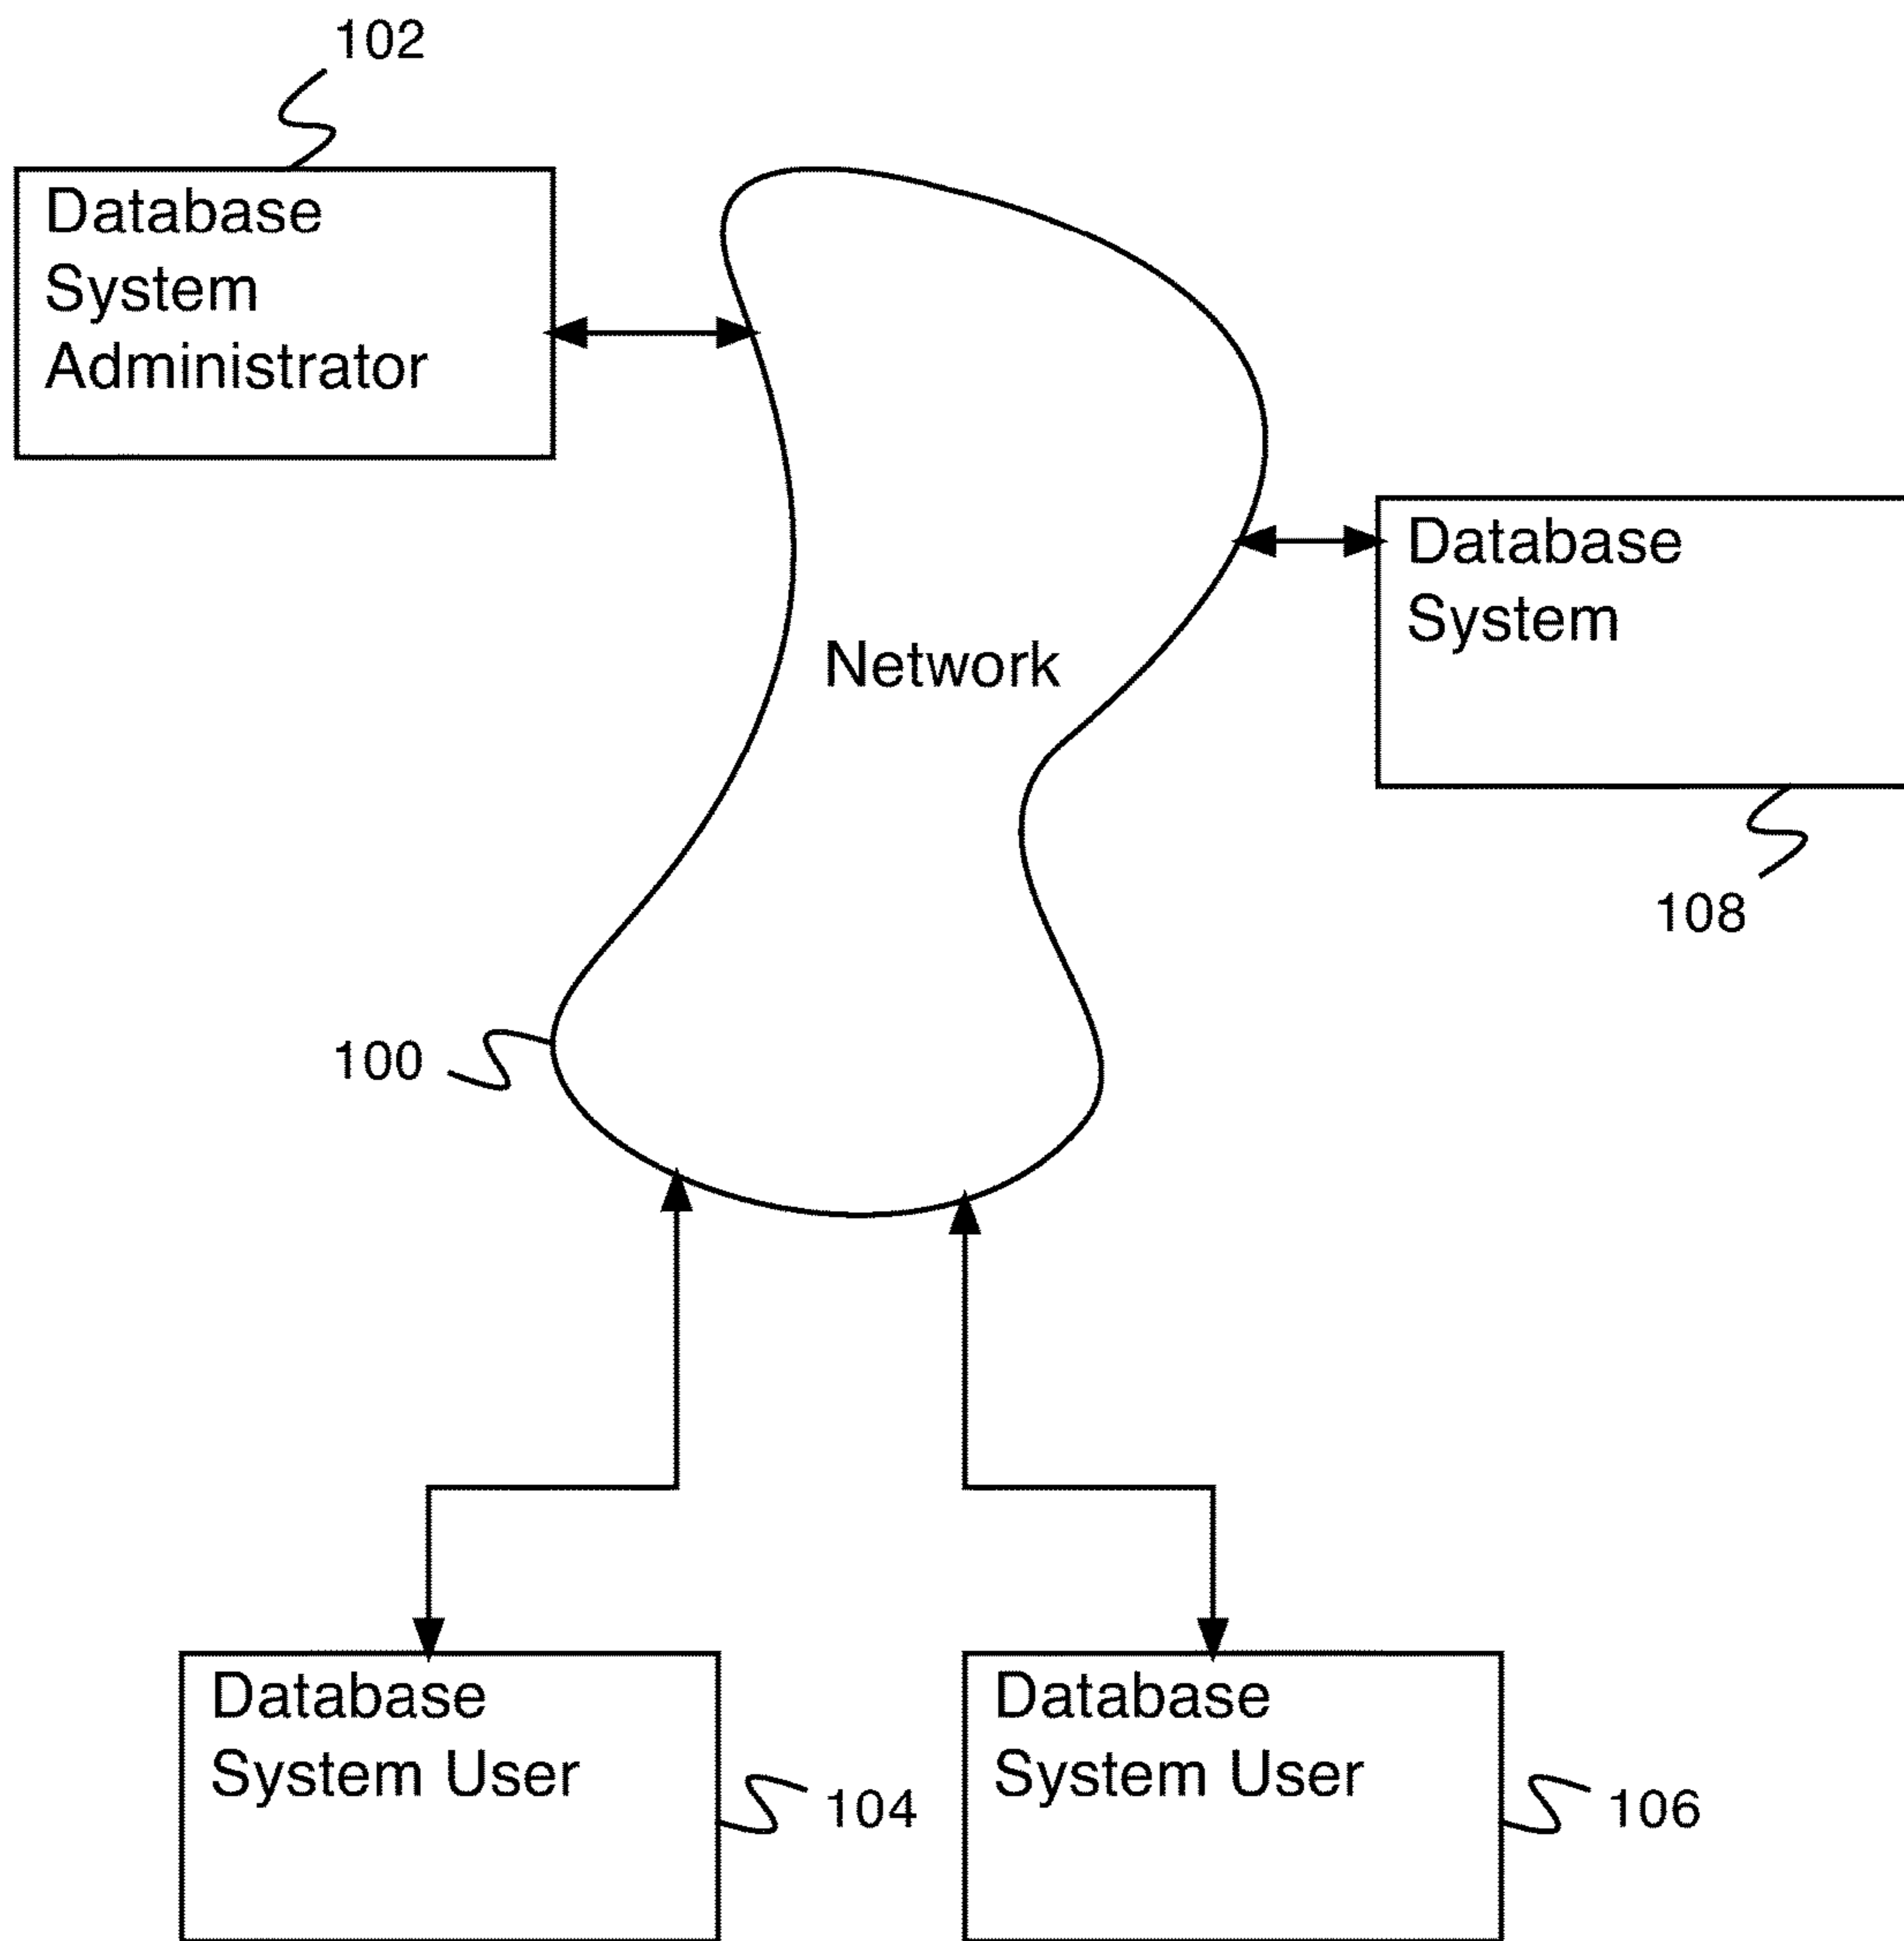 102
Database
System
Administrator
Database
System
Network
108
100
Database
System User
104
Database
System User
106